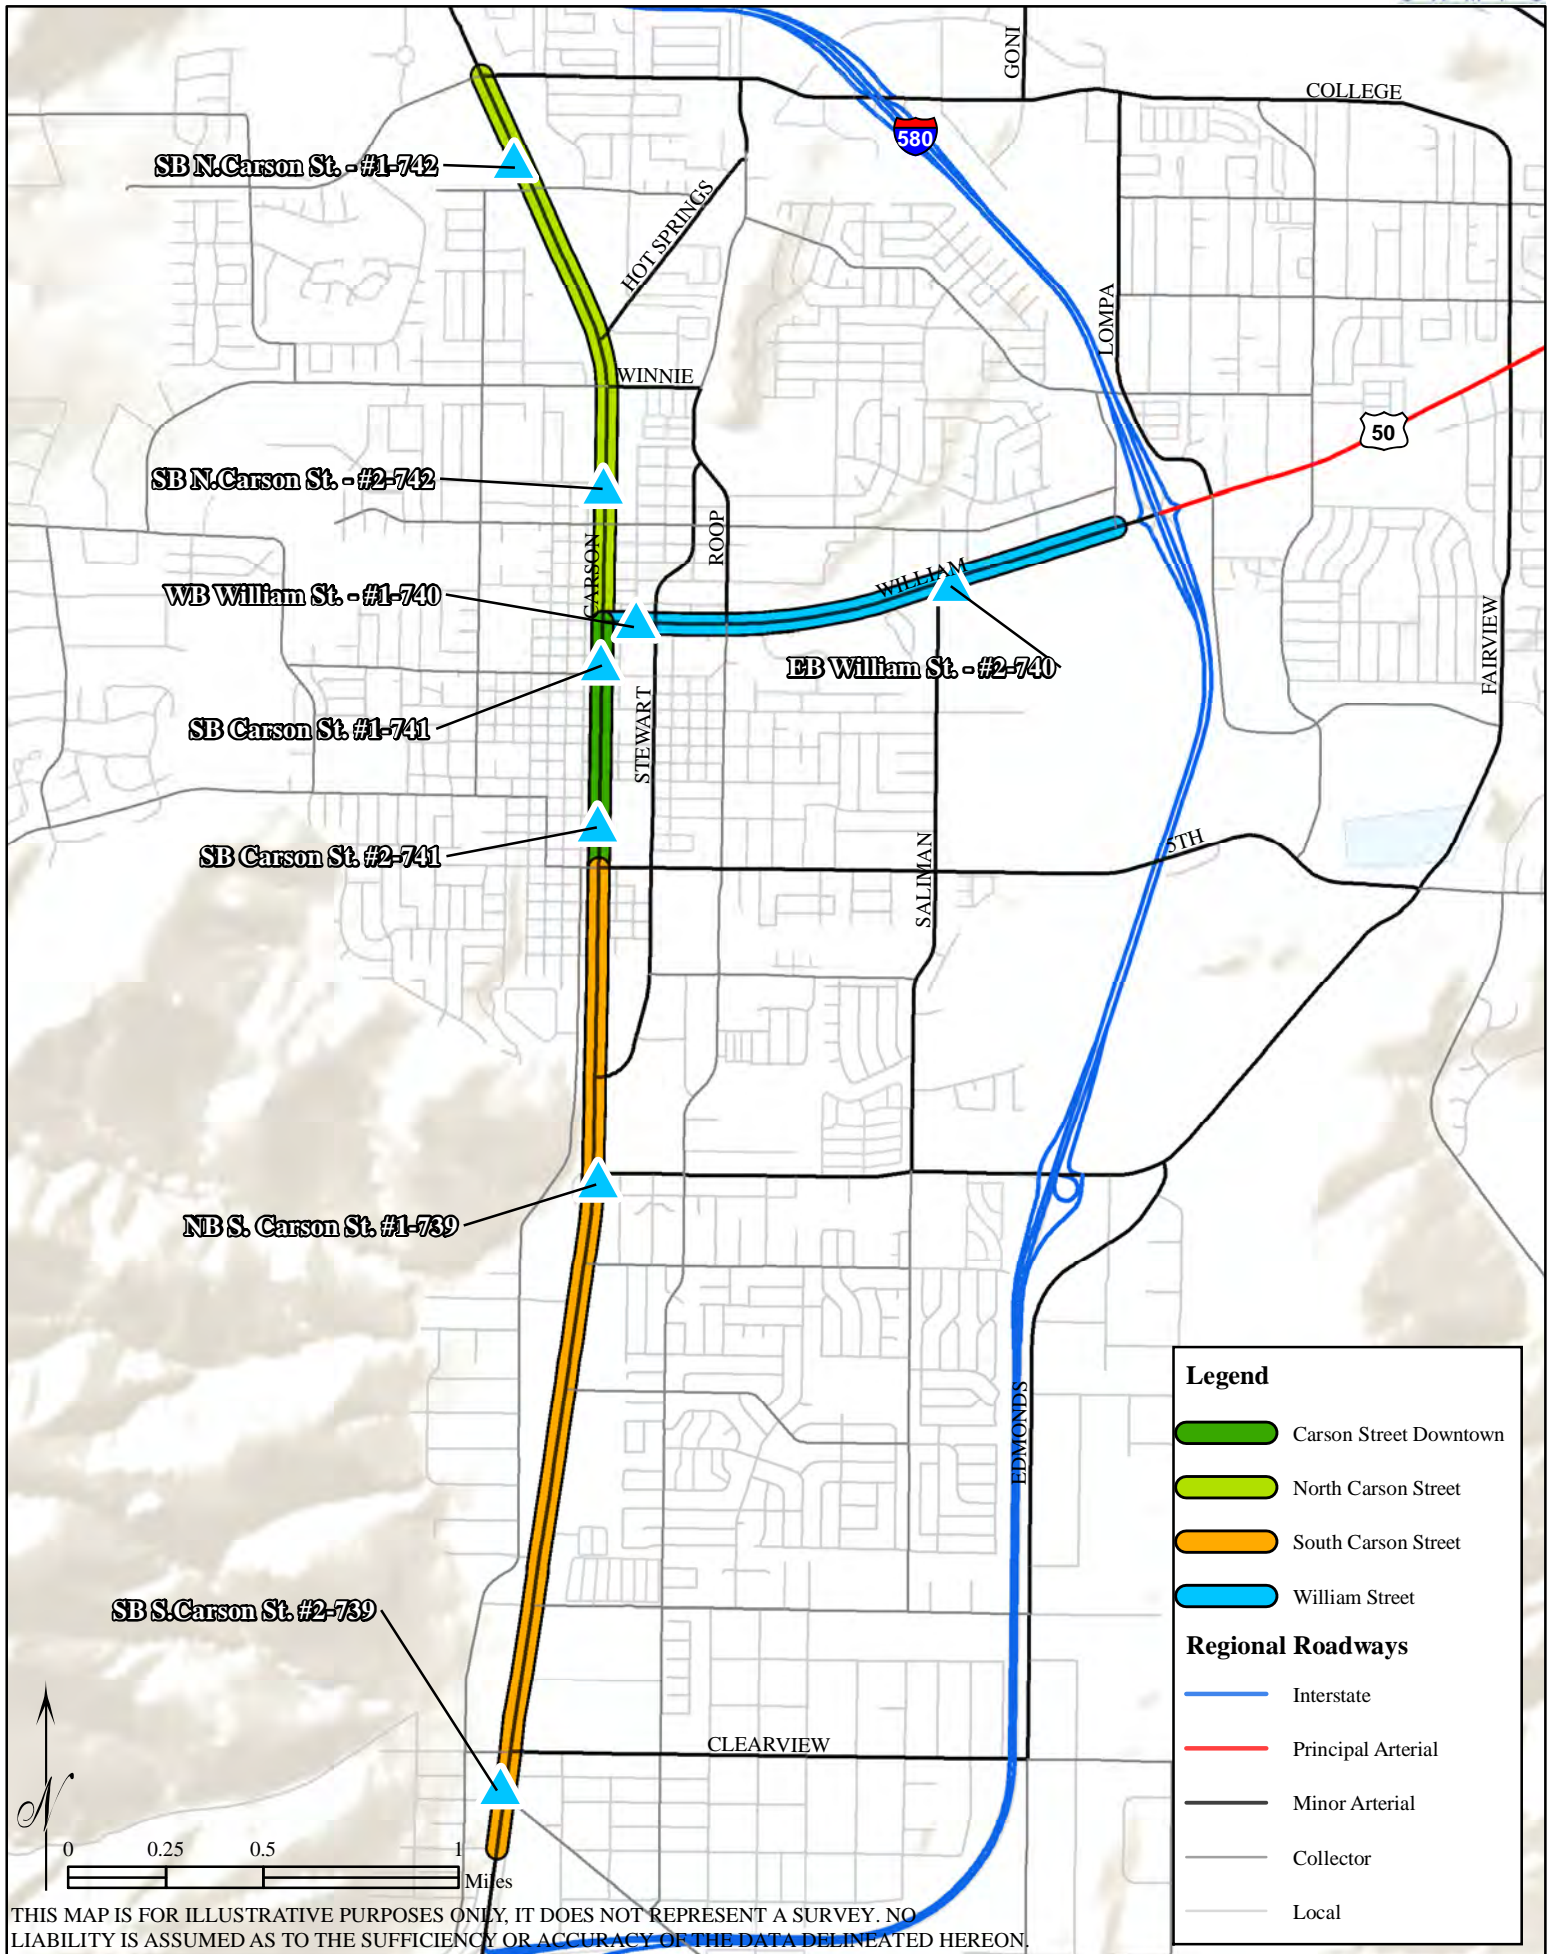 GONI
COLLEGE
580
SB N.Carson St. - #1-742
HOT SPRINGS
LOMPA
WINNIE
50
SB N.Carson St. - #2-742
CARSON
ROOP
WILLIAM
WB William St. - #1-740
EB William St. - #2-740
FAIRVIEW
SB Carson St. #1-741
STEWART
SB Carson St. #2-741
SALIMAN
5TH
NB S. Carson St. #1-739
EDMONDS
SB S.Carson St. #2-739
CLEARVIEW
Legend
Carson Street Downtown
North Carson Street
South Carson Street
William Street
Regional Roadways
Interstate
Principal Arterial
Minor Arterial
Collector
Local
N
0 0.25 0.5 1
Miles
THIS MAP IS FOR ILLUSTRATIVE PURPOSES ONLY, IT DOES NOT REPRESENT A SURVEY. NO
LIABILITY IS ASSUMED AS TO THE SUFFICIENCY OR ACCURACY OF THE DATA DELINEATED HEREON.